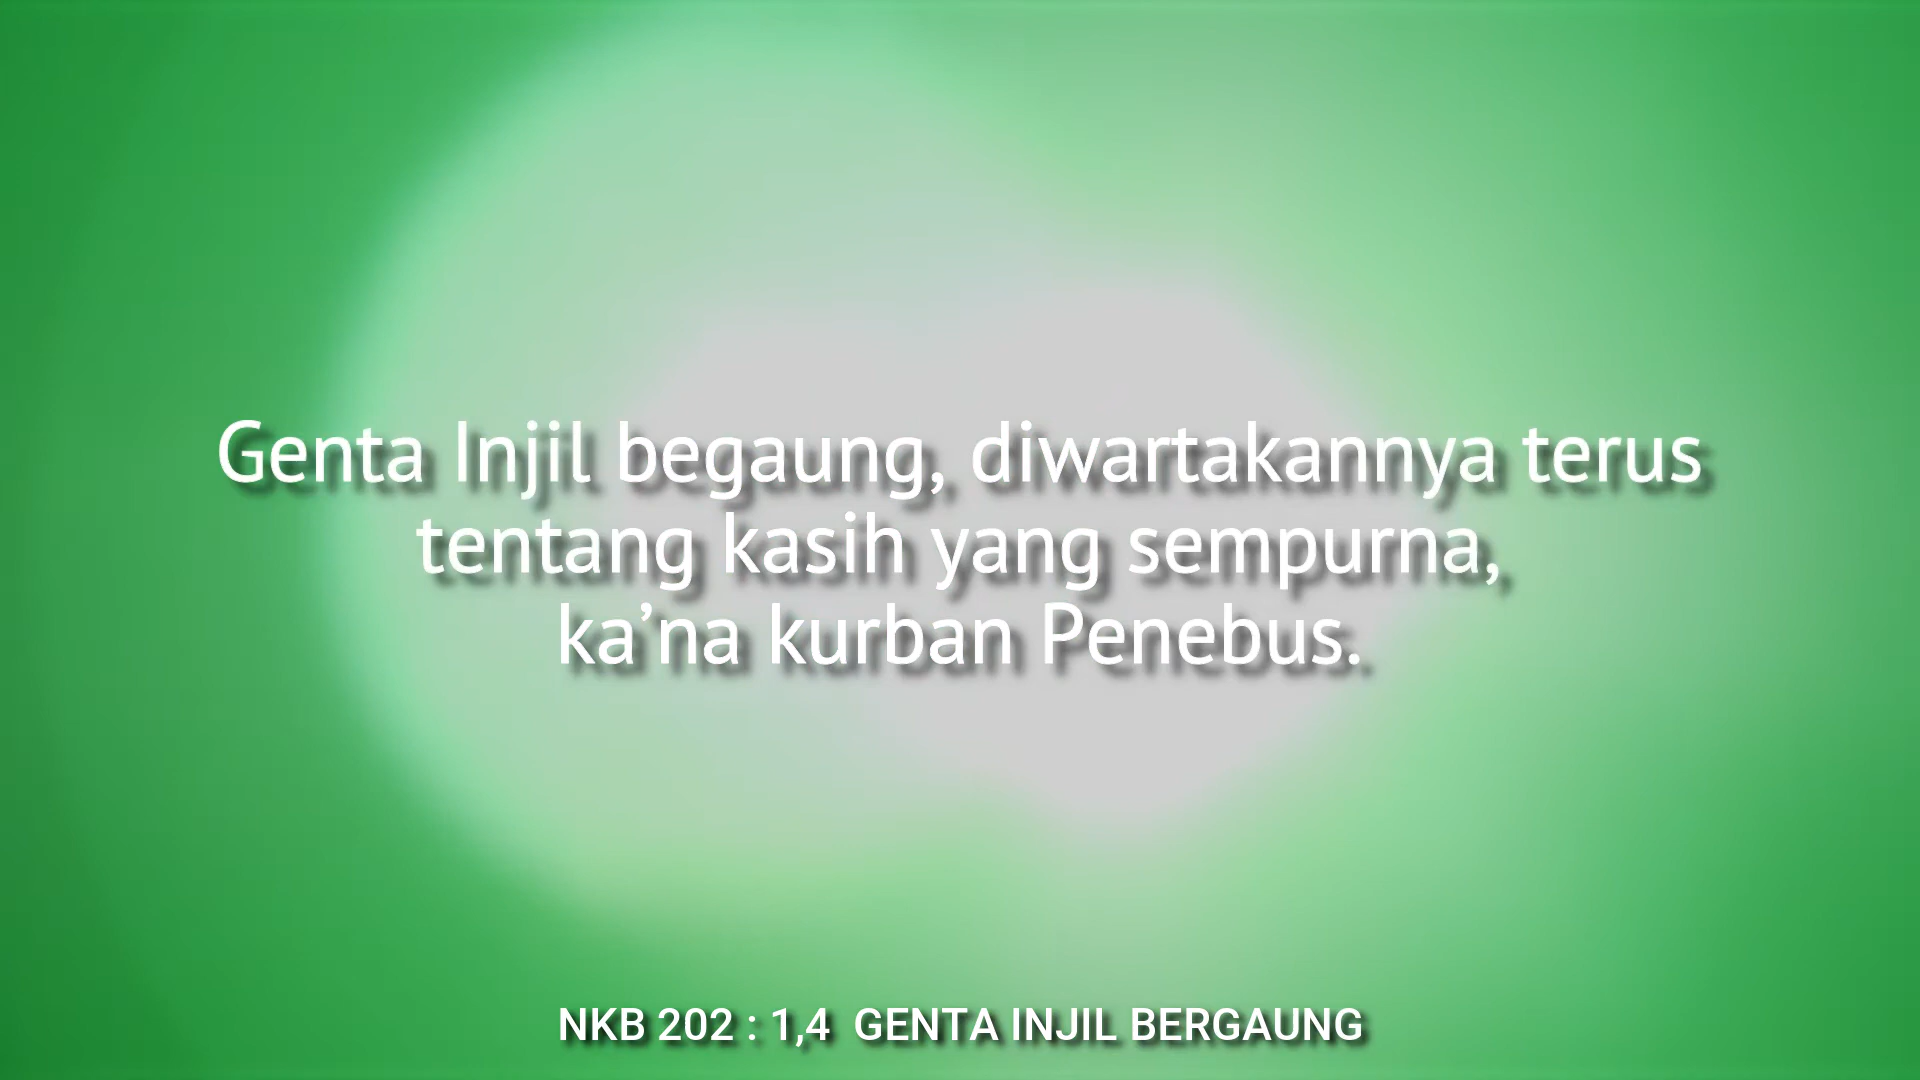 Genta Injil begaung, diwartakannya terus
tentang kasih yang sempurna,
ka’na kurban Penebus.
NKB 202 : 1,4  GENTA INJIL BERGAUNG